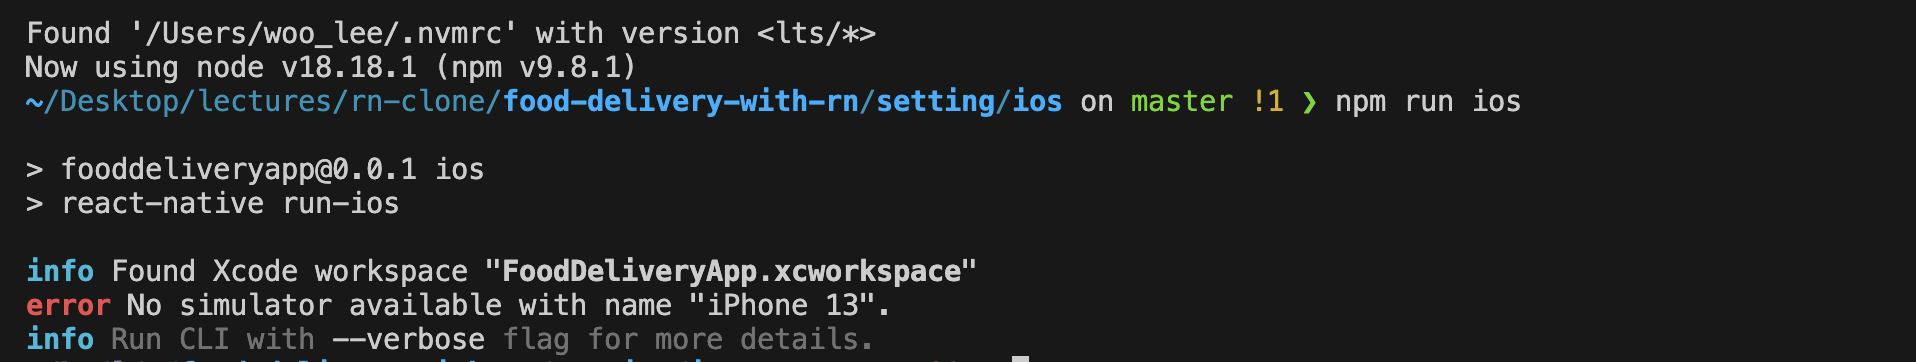 Found '/Users/woo_lee/.nvmrc' with version <lts/*>
Now using node v18.18.1 (npm v9.8.1)
~/Desktop/lectures/rn-clone/food-delivery-with-rn/setting/ios on master !1 ❯ npm run ios
> fooddeliveryapp@0.0.1 ios
> react-native run-ios
info Found Xcode workspace "FoodDeliveryApp.xcworkspace"
error No simulator available with name "iPhone 13".
info Run CLI with --verbose flag for more details.